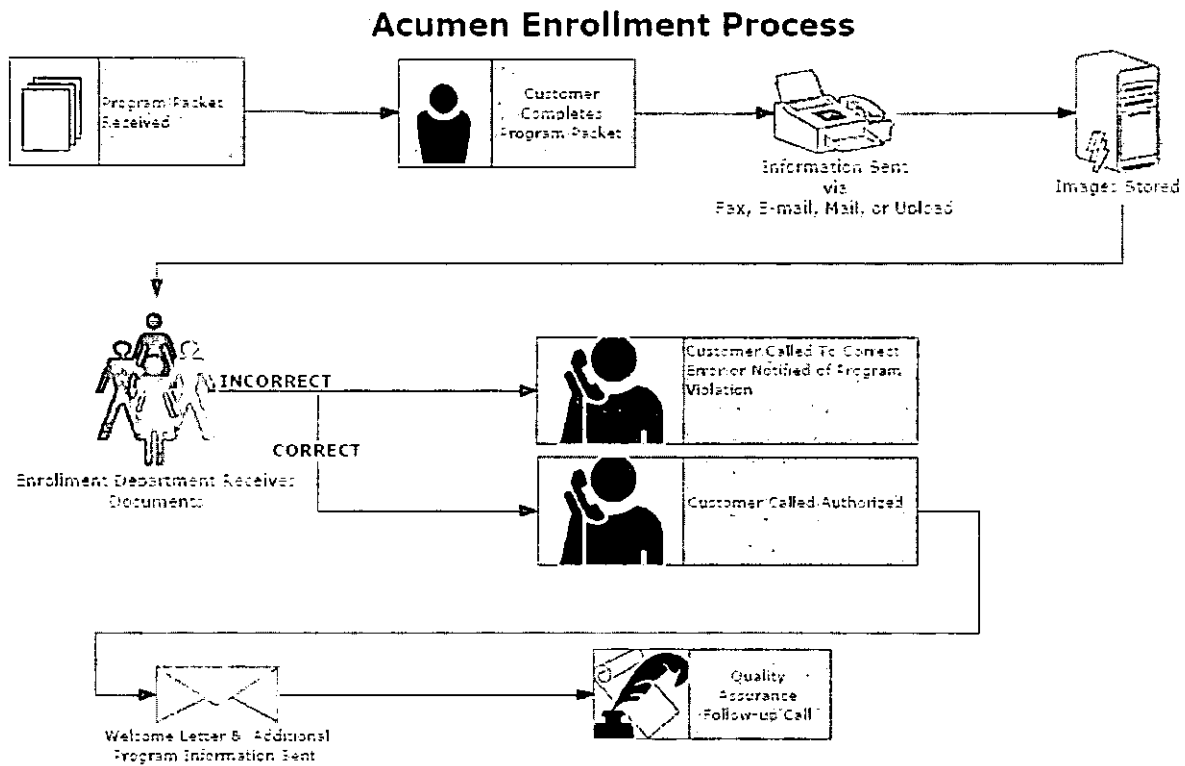 Acumen Enrollment Process
Program Packet
Received
Customer
Completes
Program Packet
Information Sent
via
Fax, E-mail, Mail, or Upload
Images Stored
INCORRECT
CORRECT
Enrollment Department Receives
Documents
Customer Called To Correct
Error or Notified of Program
Violation
Customer Called-Authorized
Welcome Letter & Additional
Program Information Sent
Quality
Assurance
Follow-up Call